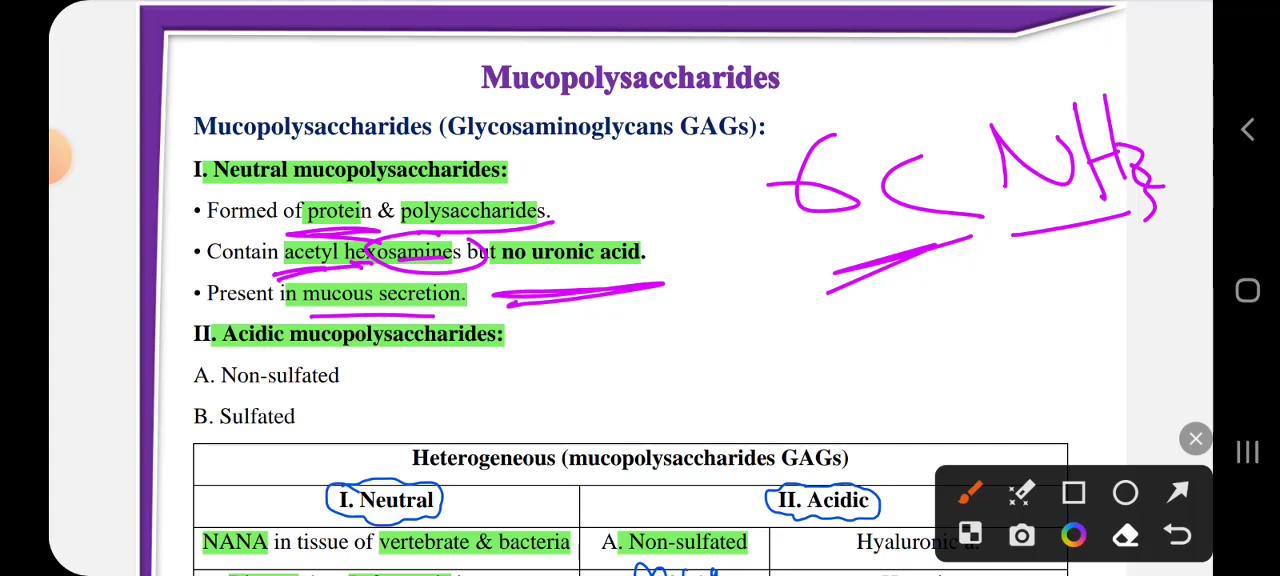 Mucopolysaccharides
Mucopolysaccharides (Glycosaminoglycans GAGs):
I. Neutral mucopolysaccharides:
• Formed of protein & polysaccharides.
• Contain acetyl hexosamines but no uronic acid.
• Present in mucous secretion.
6C NH3
II. Acidic mucopolysaccharides:
A. Non-sulfated
B. Sulfated
Heterogeneous (mucopolysaccharides GAGs)
I. Neutral II. Acidic
NANA in tissue of vertebrate & bacteria A. Non-sulfated Hyaluronic a.